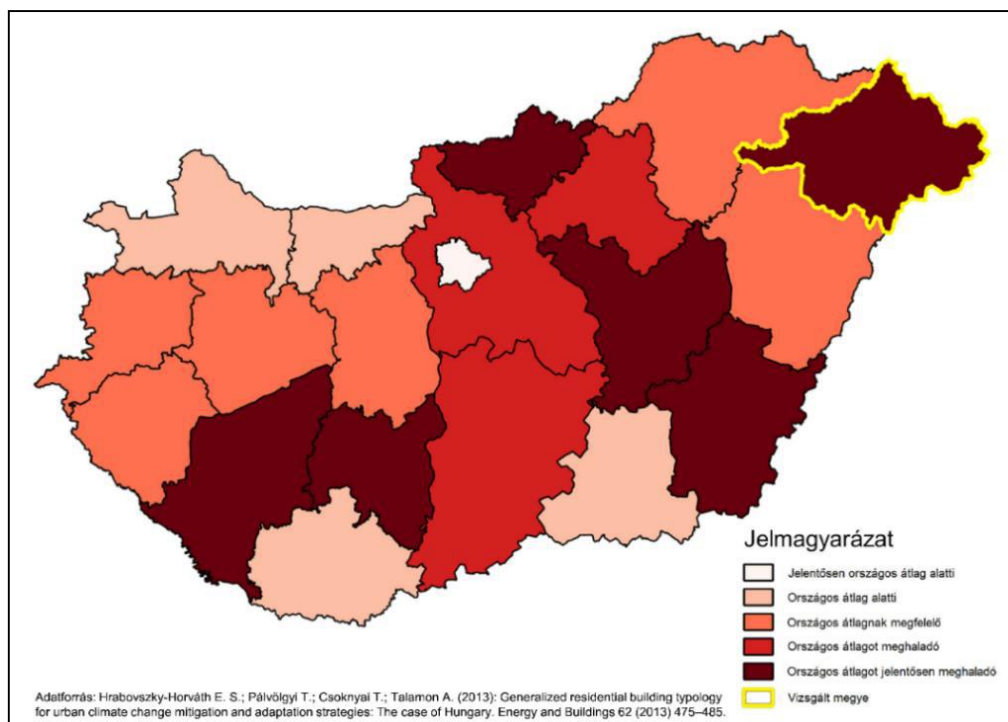 Jelmagyarázat
Jelentősen országos átlag alatti
Országos átlag alatti
Országos átlagnak megfelelő
Országos átlagot meghaladó
Országos átlagot jelentősen meghaladó
Vizsgált megye
Adatforrás: Hrabovszky-Horváth E. S.; Pálvölgyi T.; Csoknyai T.; Talamon A. (2013): Generalized residential building typology
for urban climate change mitigation and adaptation strategies: The case of Hungary. Energy and Buildings 62 (2013) 475–485.